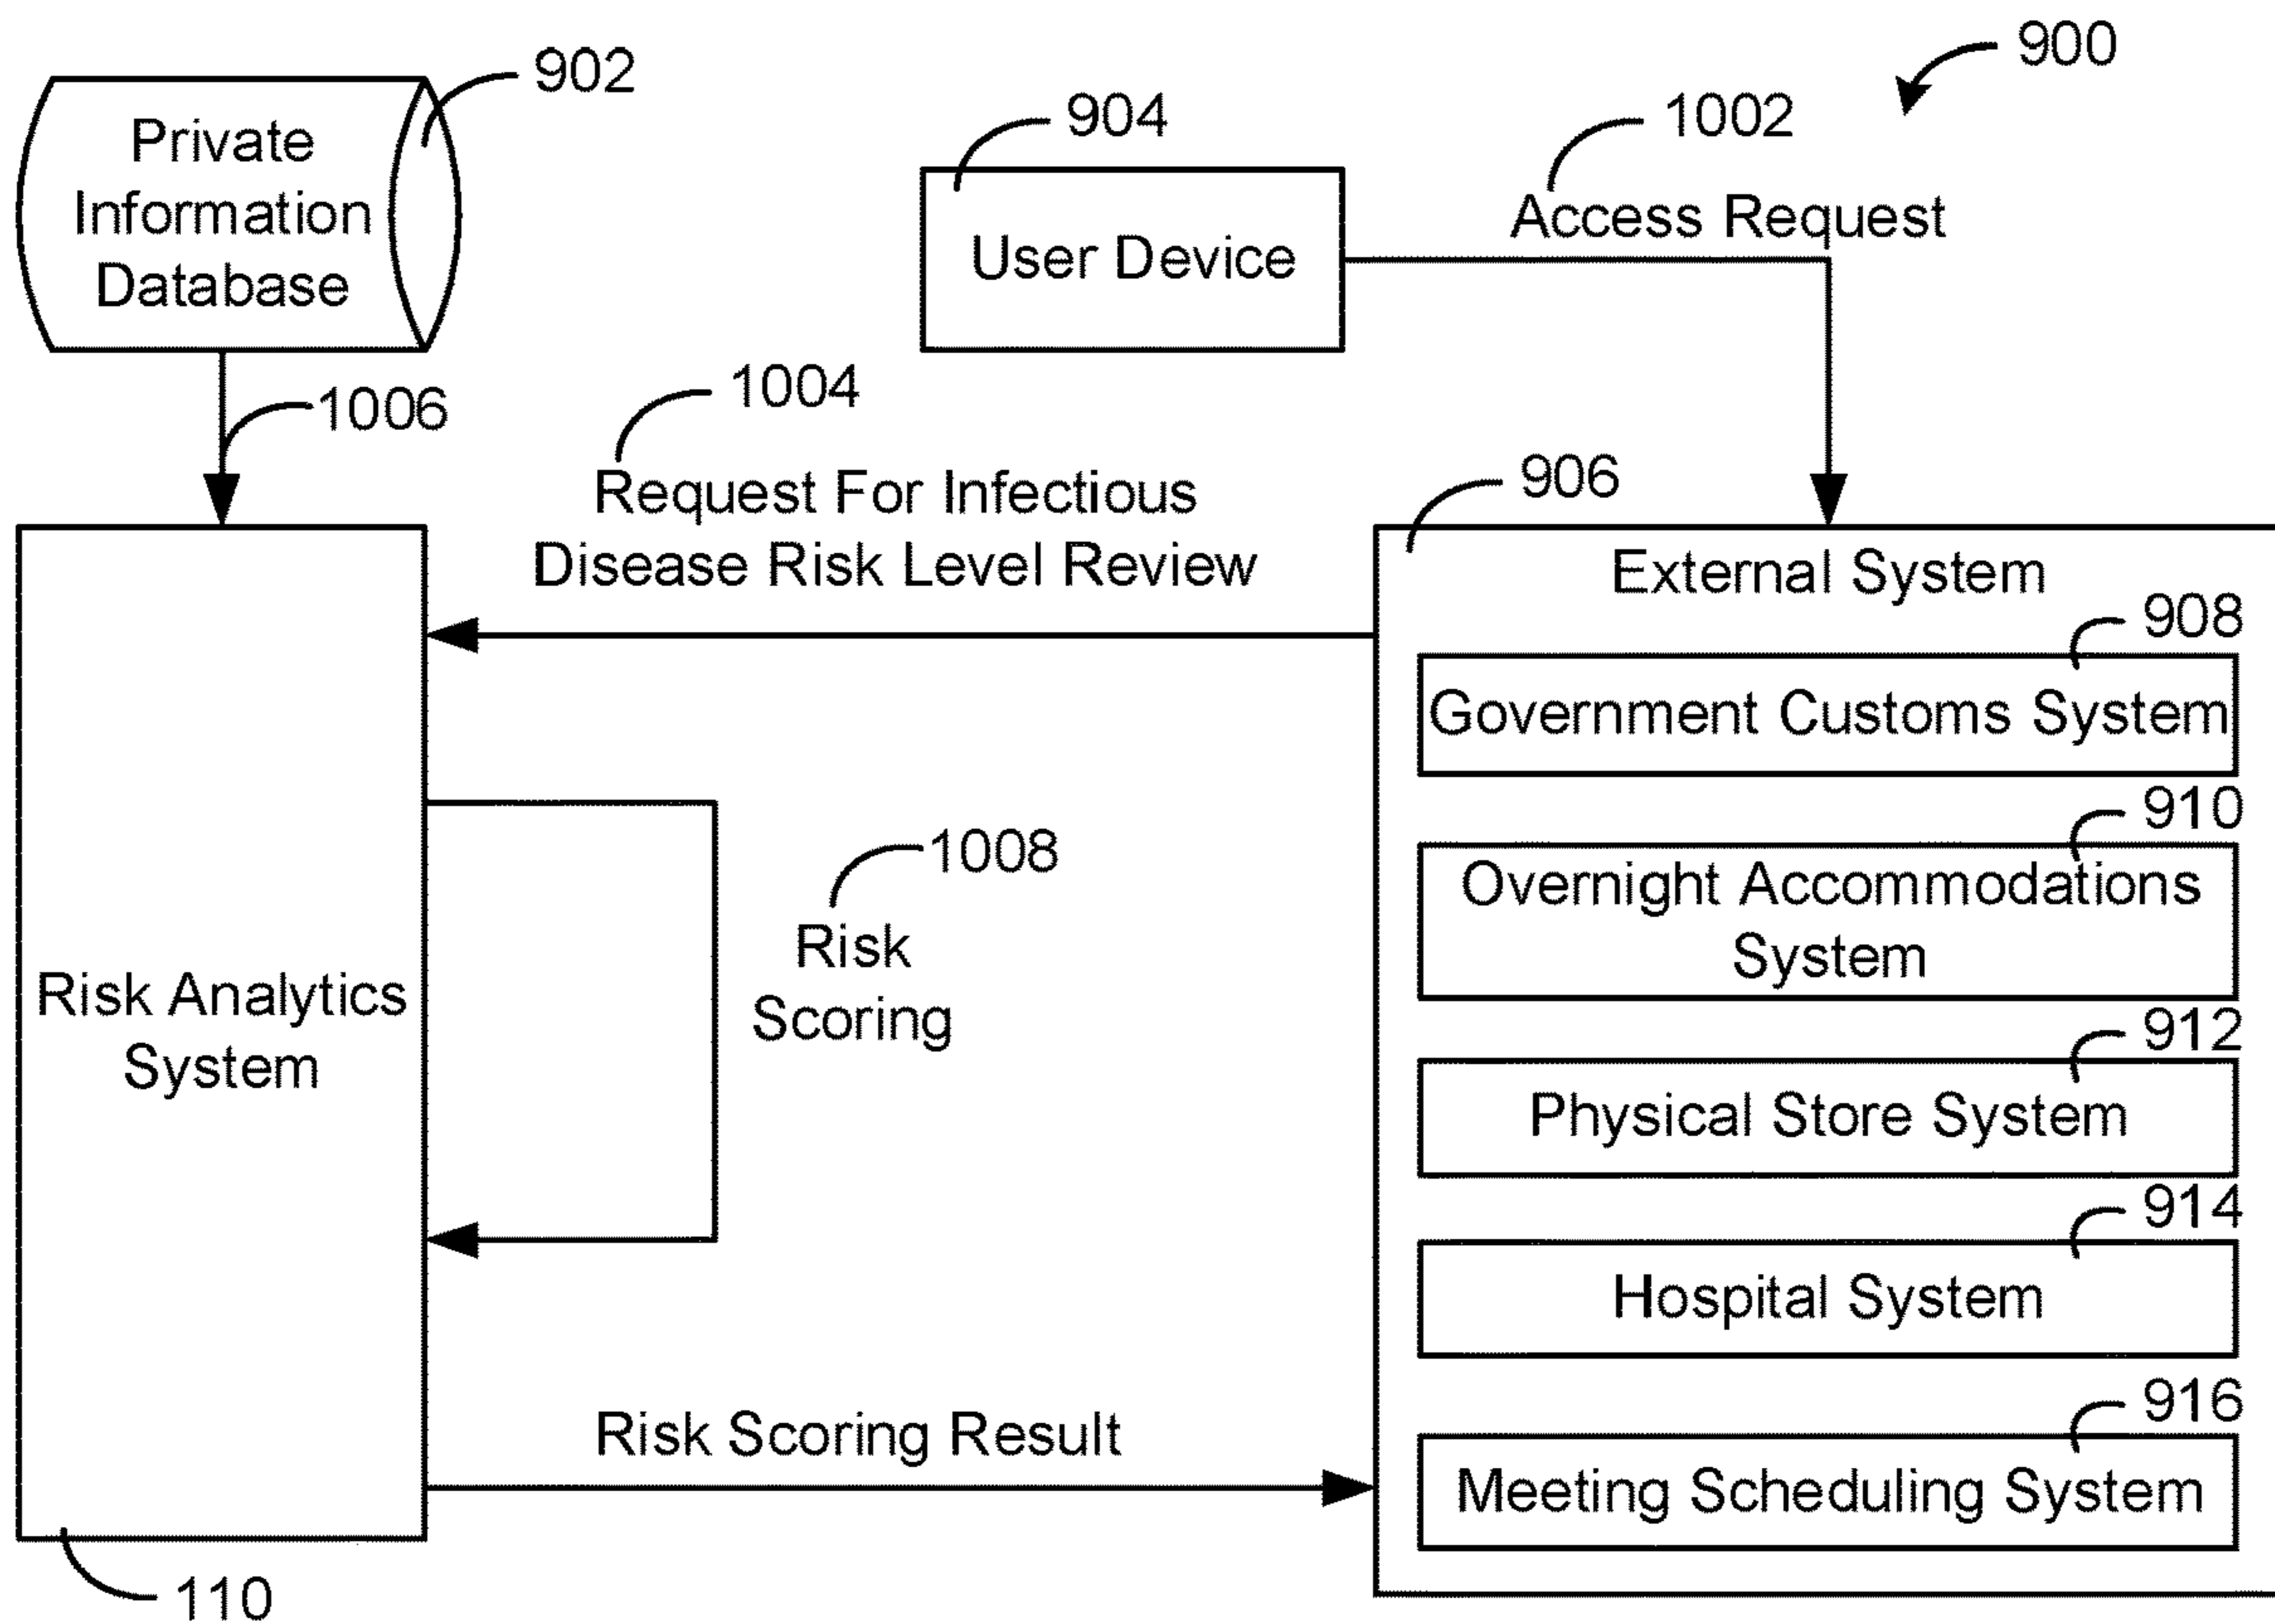 900
902
Private
Information
Database
904
User Device
1002
Access Request
1006
1004
Request For Infectious
Disease Risk Level Review
906
External System
908
Government Customs System
910
Overnight Accommodations
System
912
Physical Store System
914
Hospital System
916
Meeting Scheduling System
Risk Analytics
System
1008
Risk
Scoring
Risk Scoring Result
110